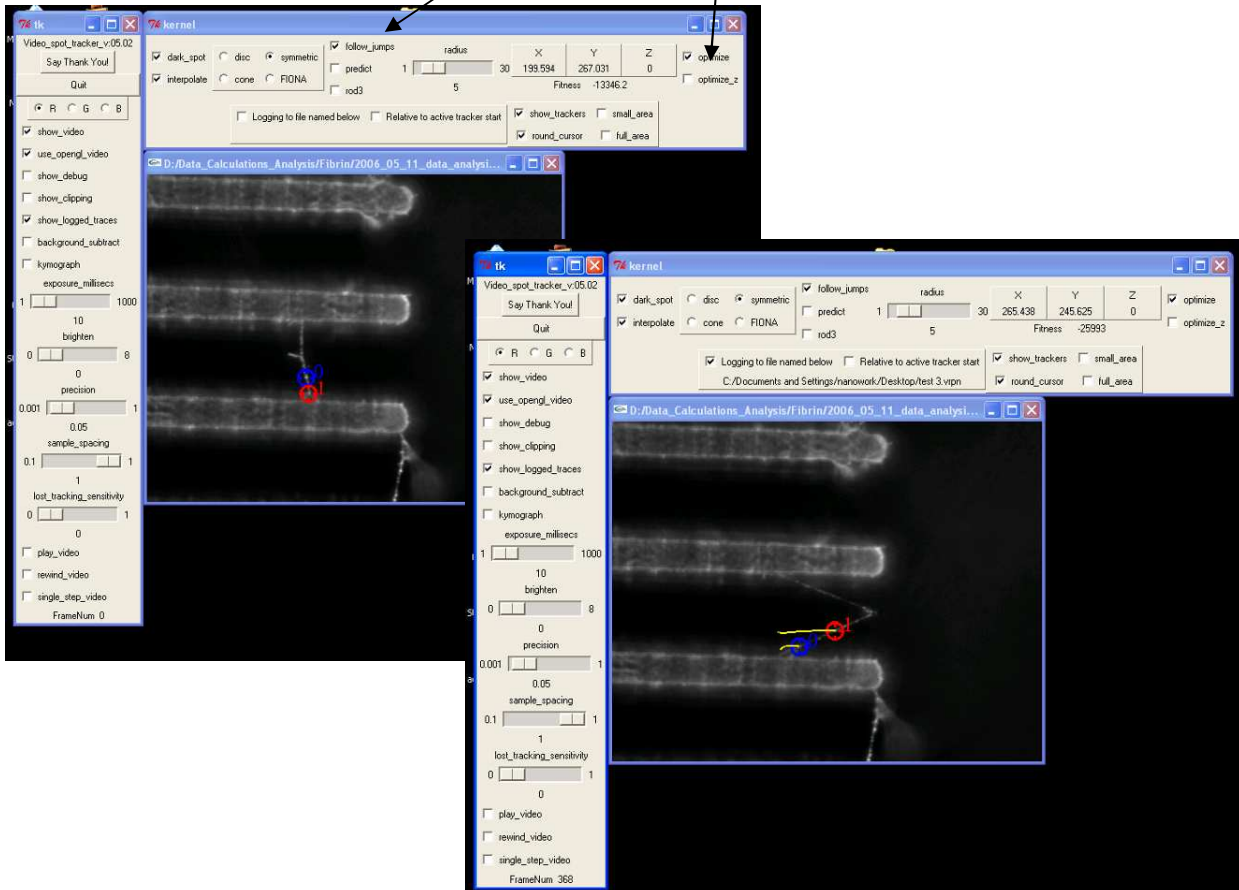 tk
Video_spot_tracker_v:05.02
Say Thank You!
Quit
R G B
show_video
use_opengl_video
show_debug
show_clipping
show_logged_traces
background_subtract
kymograph
exposure_millisecs
1 1000
10
brighten
0 8
0
precision
0.001 1
0.05
sample_spacing
0.1 1
1
lost_tracking_sensitivity
0 1
0
play_video
rewind_video
single_step_video
FrameNum 0
kernel
dark_spot disc symmetric follow_jumps radius X Y Z optimize
predict 1 30 199.594 267.031 0
interpolate cone FIONA rod3 5 Fitness -13346.2 optimize_z
Logging to file named below Relative to active tracker start show_trackers small_area
round_cursor full_area
D:/Data_Calculations_Analysis/Fibrin/2006_05_11_data_analysi...
0
1
tk
Video_spot_tracker_v:05.02
Say Thank You!
Quit
R G B
show_video
use_opengl_video
show_debug
show_clipping
show_logged_traces
background_subtract
kymograph
exposure_millisecs
1 1000
10
brighten
0 8
0
precision
0.001 1
0.05
sample_spacing
0.1 1
1
lost_tracking_sensitivity
0 1
0
play_video
rewind_video
single_step_video
FrameNum 368
kernel
dark_spot disc symmetric follow_jumps radius X Y Z optimize
predict 1 30 265.438 245.625 0
interpolate cone FIONA rod3 5 Fitness -25993 optimize_z
Logging to file named below Relative to active tracker start show_trackers small_area
C:/Documents and Settings/nanowork/Desktop/test 3.vrpn round_cursor full_area
D:/Data_Calculations_Analysis/Fibrin/2006_05_11_data_analysi...
1
0